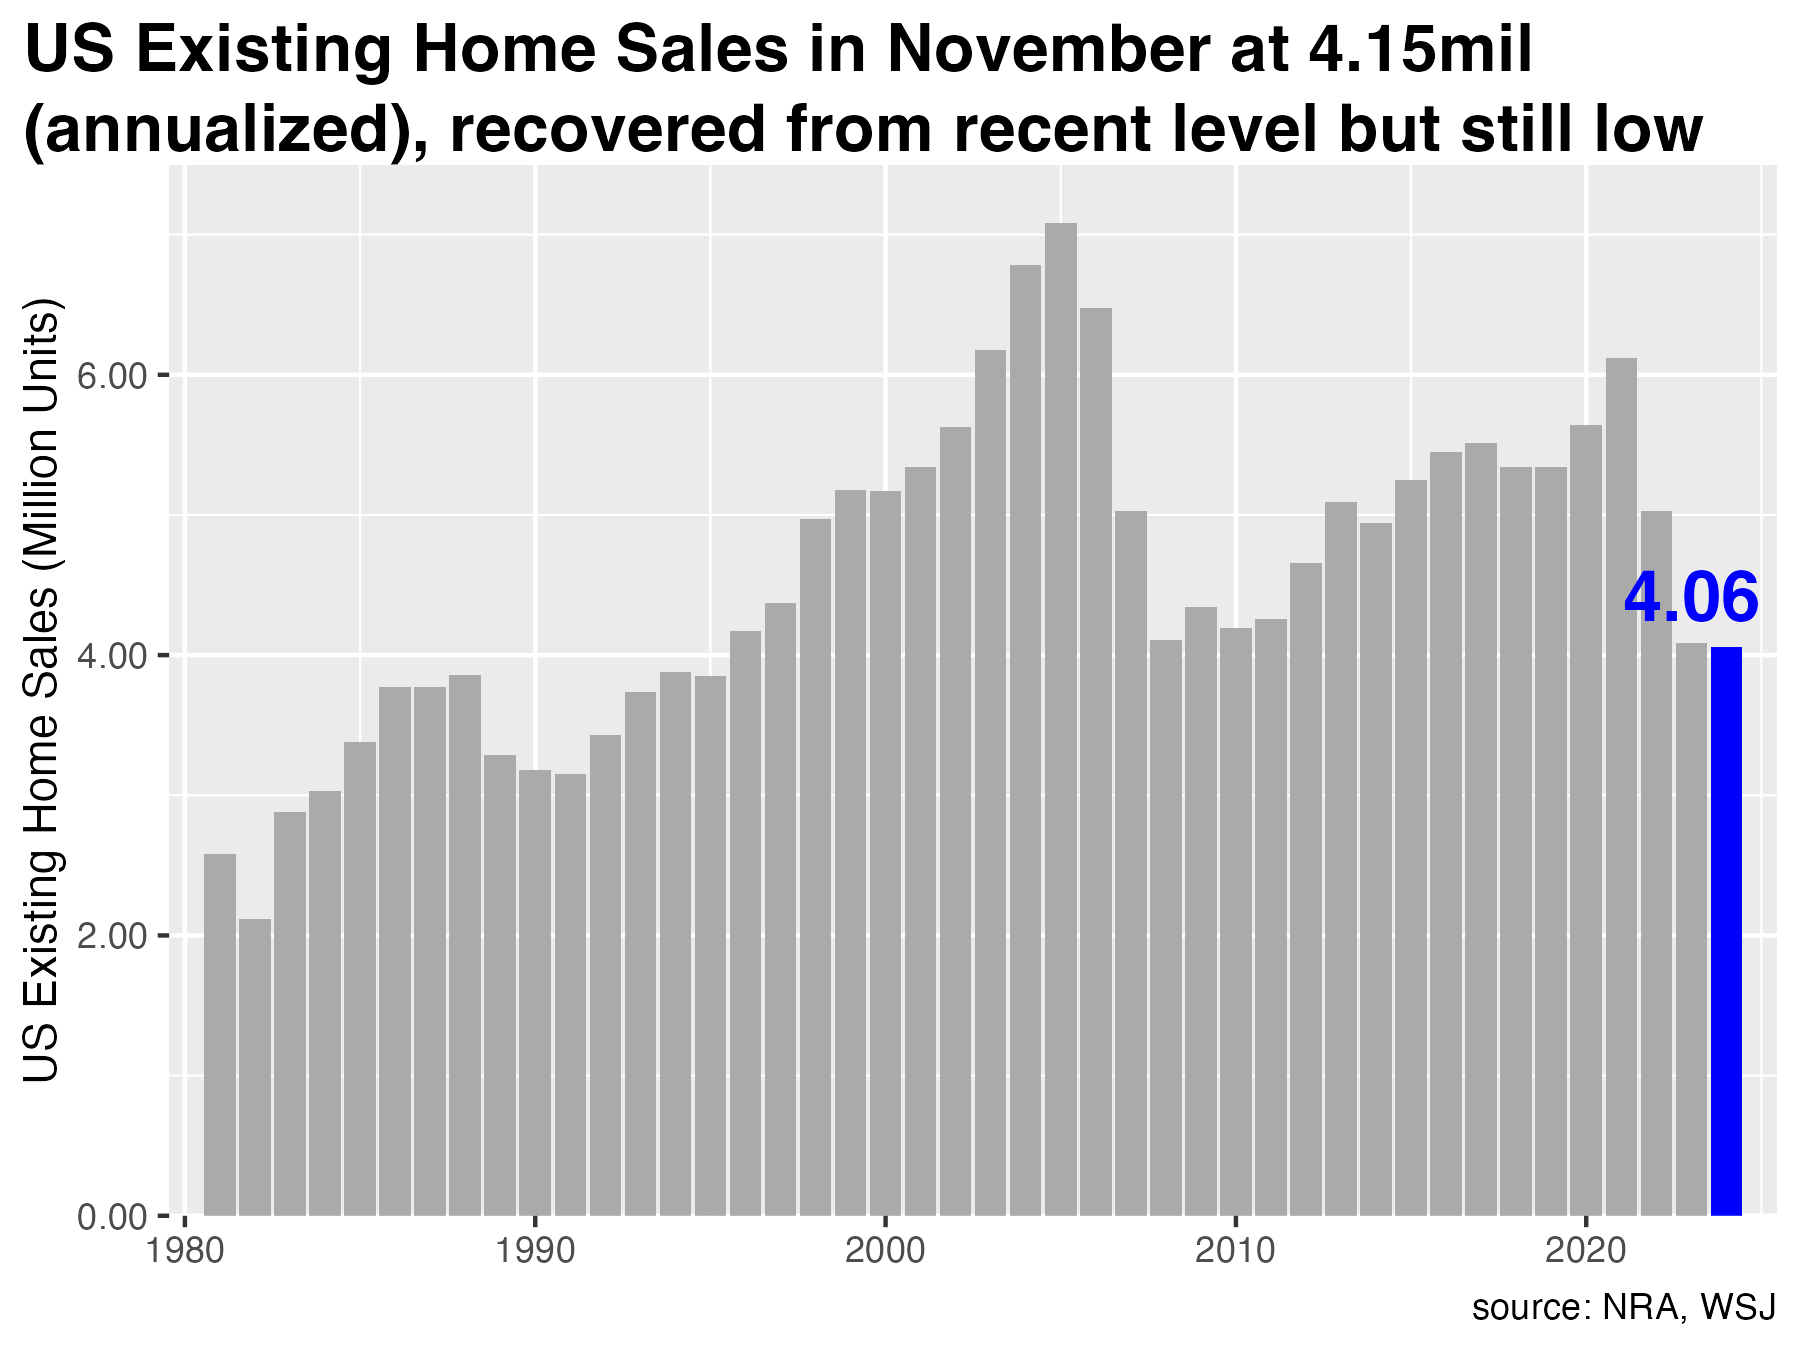 US Existing Home Sales in November at 4.15mil
(annualized), recovered from recent level but still low
US Existing Home Sales (Million Units)
6.00
4.00
2.00
0.00
4.06
1980
1990
2000
2010
2020
source: NRA, WSJ